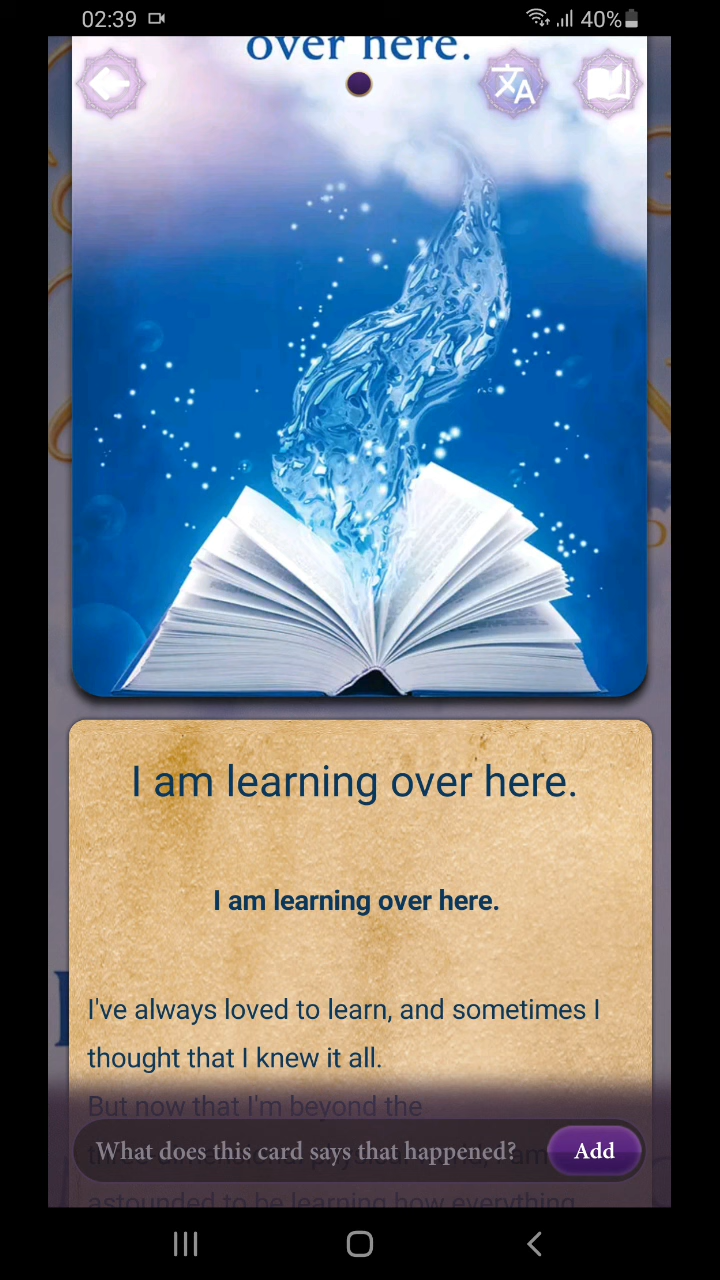 02:39
40%
over here.
I am learning over here.
I am learning over here.
I've always loved to learn, and sometimes I
thought that I knew it all.
But now that I'm beyond the
What does this card says that happened?
Add
astounded to be learning how everything